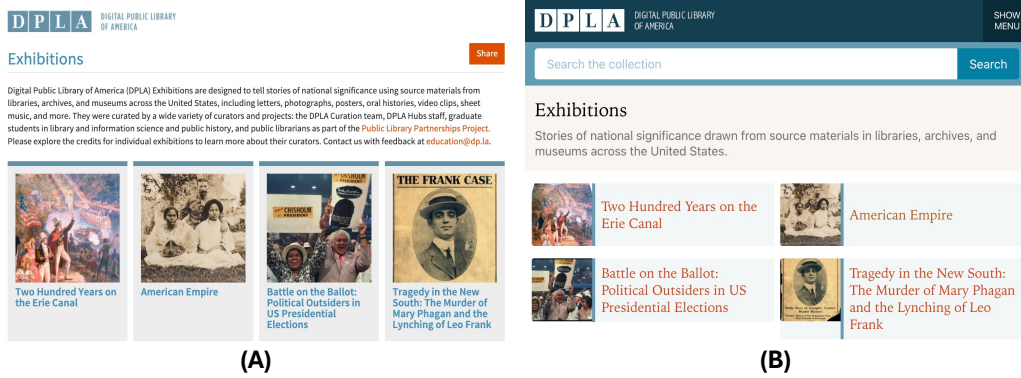 DPLA DIGITAL PUBLIC LIBRARY
OF AMERICA
Exhibitions
Share
Digital Public Library of America (DPLA) Exhibitions are designed to tell stories of national significance using source materials from
libraries, archives, and museums across the United States, including letters, photographs, posters, oral histories, video clips, sheet
music, and more. They were curated by a wide variety of curators and projects: the DPLA Curation team, DPLA Hubs staff, graduate
students in library and information science and public history, and public librarians as part of the Public Library Partnerships Project.
Please explore the credits for individual exhibitions to learn more about their curators. Contact us with feedback at education@dp.la.
CHISHOLM
PRESIDENT
CHISHOLM
THE FRANK CASE
Two Hundred Years on
the Erie Canal
American Empire
Battle on the Ballot:
Political Outsiders in
US Presidential
Elections
Tragedy in the New
South: The Murder of
Mary Phagan and the
Lynching of Leo Frank
(A)
DPLA DIGITAL PUBLIC LIBRARY
OF AMERICA
SHOW
MENU
Search the collection
Search
Exhibitions
Stories of national significance drawn from source materials in libraries, archives, and
museums across the United States.
Two Hundred Years on the
Erie Canal
American Empire
Battle on the Ballot:
Political Outsiders in US
Presidential Elections
Tragedy in the New South:
The Murder of Mary Phagan
and the Lynching of Leo
Frank
(B)